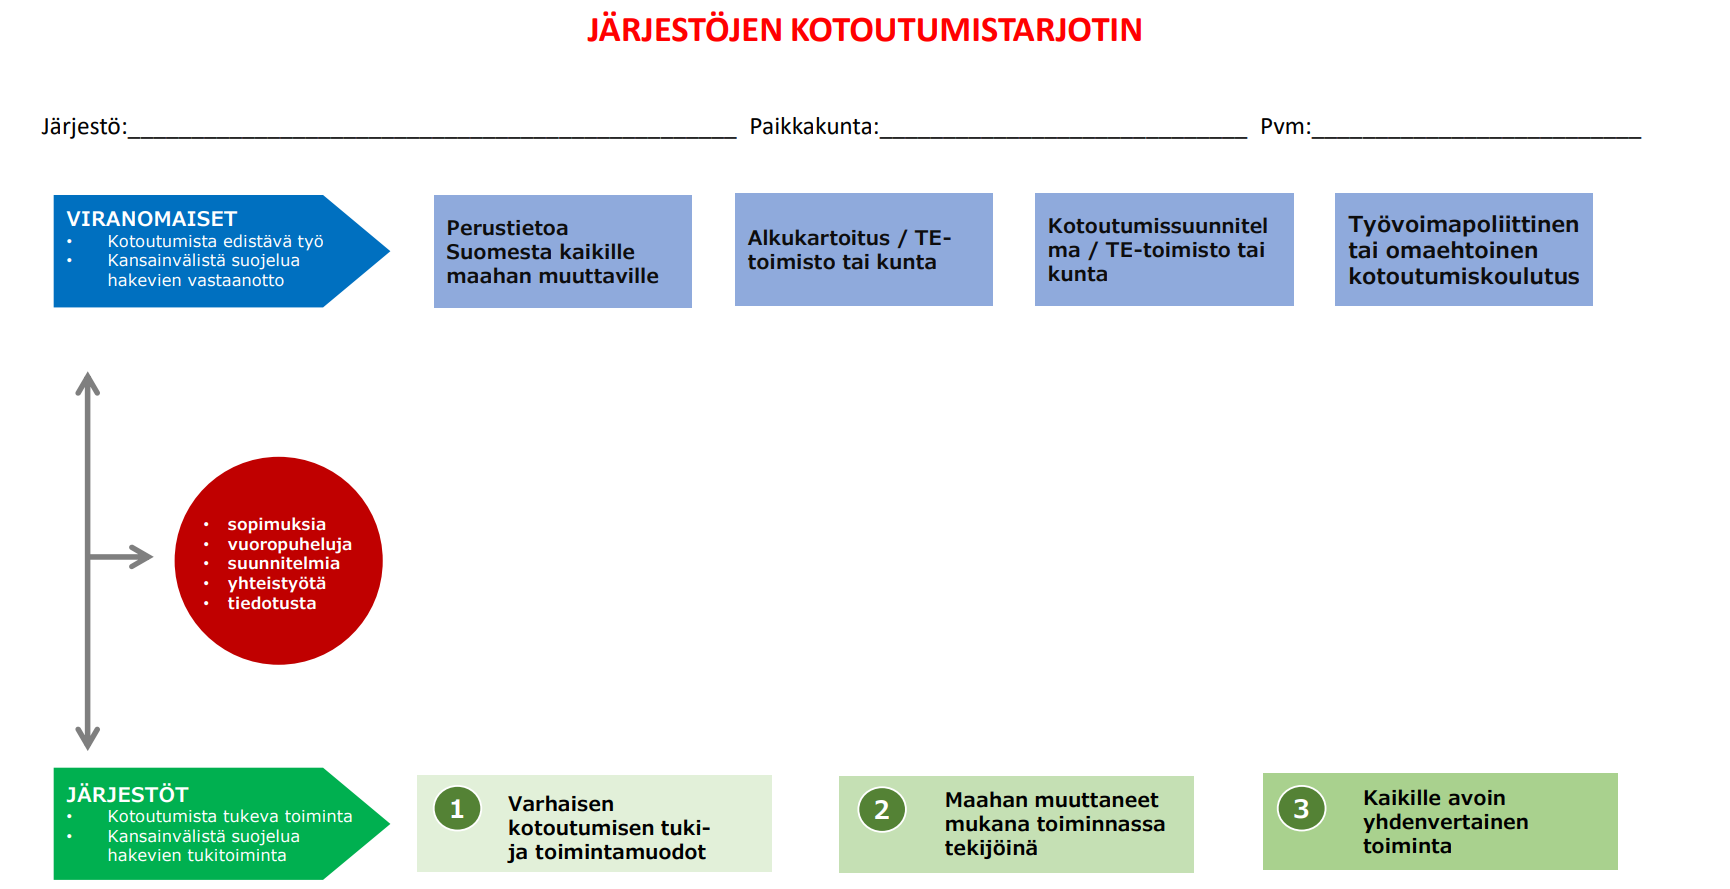 JÄRJESTÖJEN KOTOUTUMISTARJOTIN
Järjestö:________________________________________________ Paikkakunta:_____________________________ Pvm:__________________________
VIRANOMAISET
• Kotoutumista edistävä työ
• Kansainvälistä suojelua
hakevien vastaanotto
Perustietoa
Suomesta kaikille
maahan muuttaville
Alkukartoitus / TE-
toimisto tai kunta
Kotoutumissuunnitel
ma / TE-toimisto tai
kunta
Työvoimapoliittinen
tai omaehtoinen
kotoutumiskoulutus
• sopimuksia
• vuoropuheluja
• suunnitelmia
• yhteistyötä
• tiedotusta
JÄRJESTÖT
• Kotoutumista tukeva toiminta
• Kansainvälistä suojelua
hakevien tukitoiminta
1
Varhaisen
kotoutumisen tuki-
ja toimintamuodot
2
Maahan muuttaneet
mukana toiminnassa
tekijöinä
3
Kaikille avoin
yhdenvertainen
toiminta